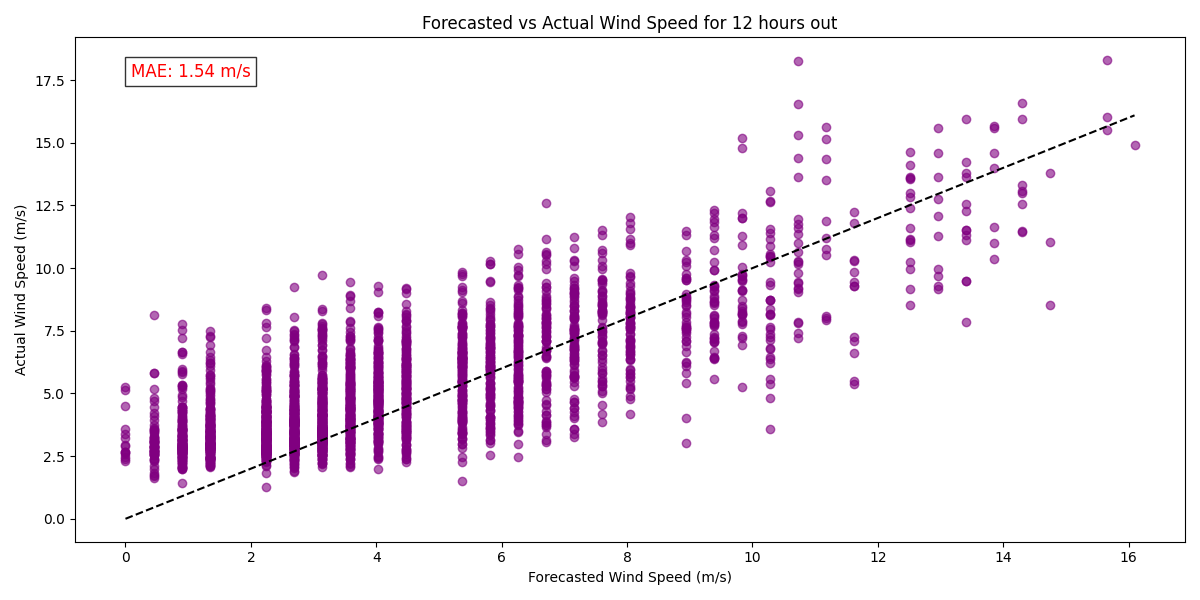 Forecasted vs Actual Wind Speed for 12 hours out
MAE: 1.54 m/s
Actual Wind Speed (m/s)
17.5
15.0
12.5
10.0
7.5
5.0
2.5
0.0
0 2 4 6 8 10 12 14 16
Forecasted Wind Speed (m/s)